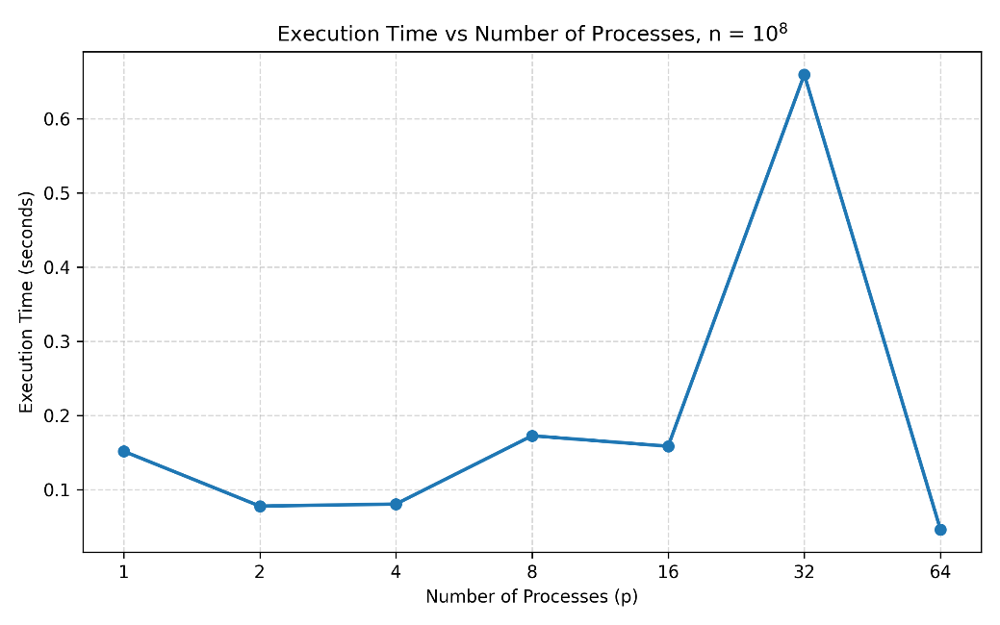 Execution Time vs Number of Processes, n = 10⁸
Execution Time (seconds)
0.6
0.5
0.4
0.3
0.2
0.1
1 2 4 8 16 32 64
Number of Processes (p)